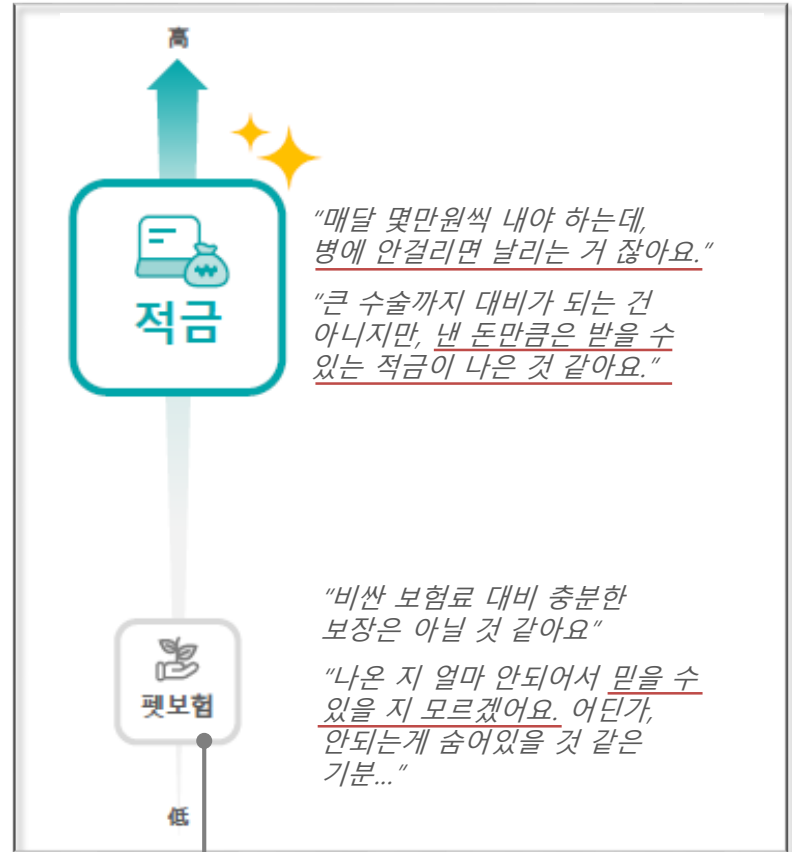 高
적금
“매달 몇만원씩 내야 하는데,
병에 안걸리면 날리는 거 잖아요.”
“큰 수술까지 대비가 되는 건
아니지만, 낸 돈만큼은 받을 수
있는 적금이 나은 것 같아요.”
펫보험
“비싼 보험료 대비 충분한
보장은 아닐 것 같아요”
“나온 지 얼마 안되어서 믿을 수
있을 지 모르겠어요. 어딘가,
안되는게 숨어있을 것 같은
기분...”
低